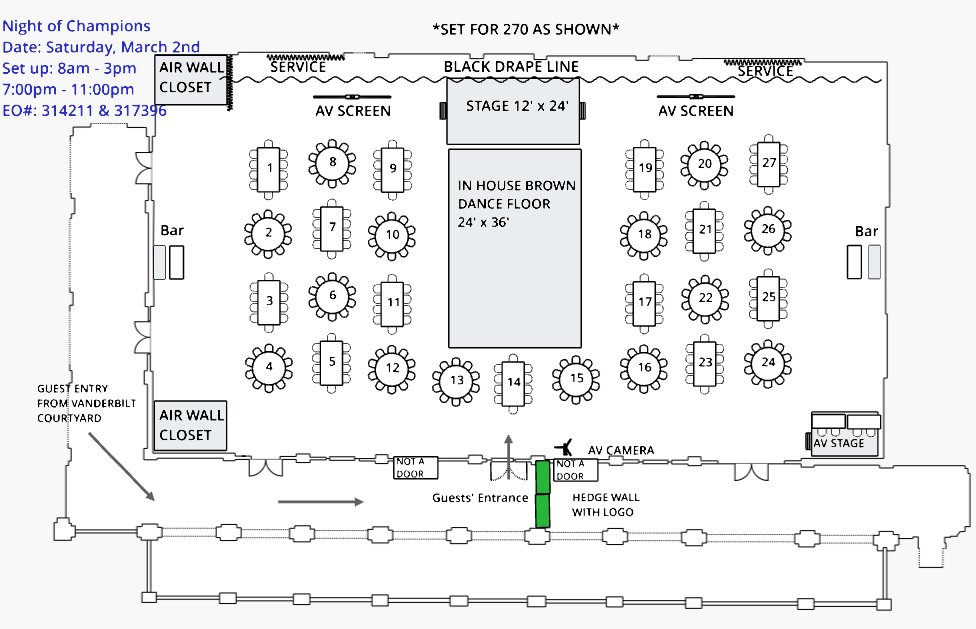 Night of Champions
Date: Saturday, March 2nd
Set up: 8am - 3pm
7:00pm - 11:00pm
EO#: 314211 & 317396
*SET FOR 270 AS SHOWN*
AIR WALL
CLOSET
SERVICE
BLACK DRAPE LINE
SERVICE
AV SCREEN
STAGE 12' x 24'
AV SCREEN
1
8
9
19
20
27
IN HOUSE BROWN
DANCE FLOOR
24' x 36'
Bar
2
7
10
18
21
26
Bar
3
6
11
17
22
25
4
5
12
13
14
15
16
23
24
GUEST ENTRY
FROM VANDERBILT
COURTYARD
AIR WALL
CLOSET
AV STAGE
NOT A
DOOR
AV CAMERA
NOT A
DOOR
Guests' Entrance
HEDGE WALL
WITH LOGO